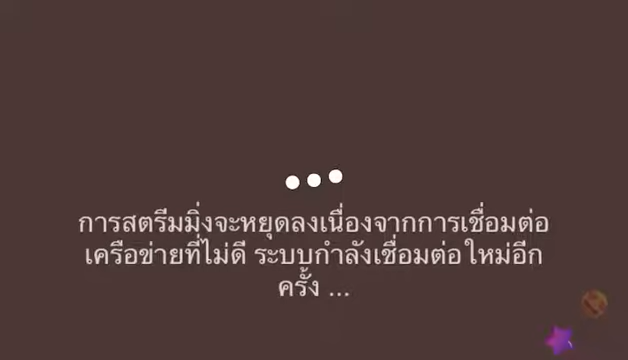 การสตรีมมิ่งจะหยุดลงเนื่องจากการเชื่อมต่อ
เครือข่ายที่ไม่ดี ระบบกำลังเชื่อมต่อใหม่อีก
ครั้ง ...